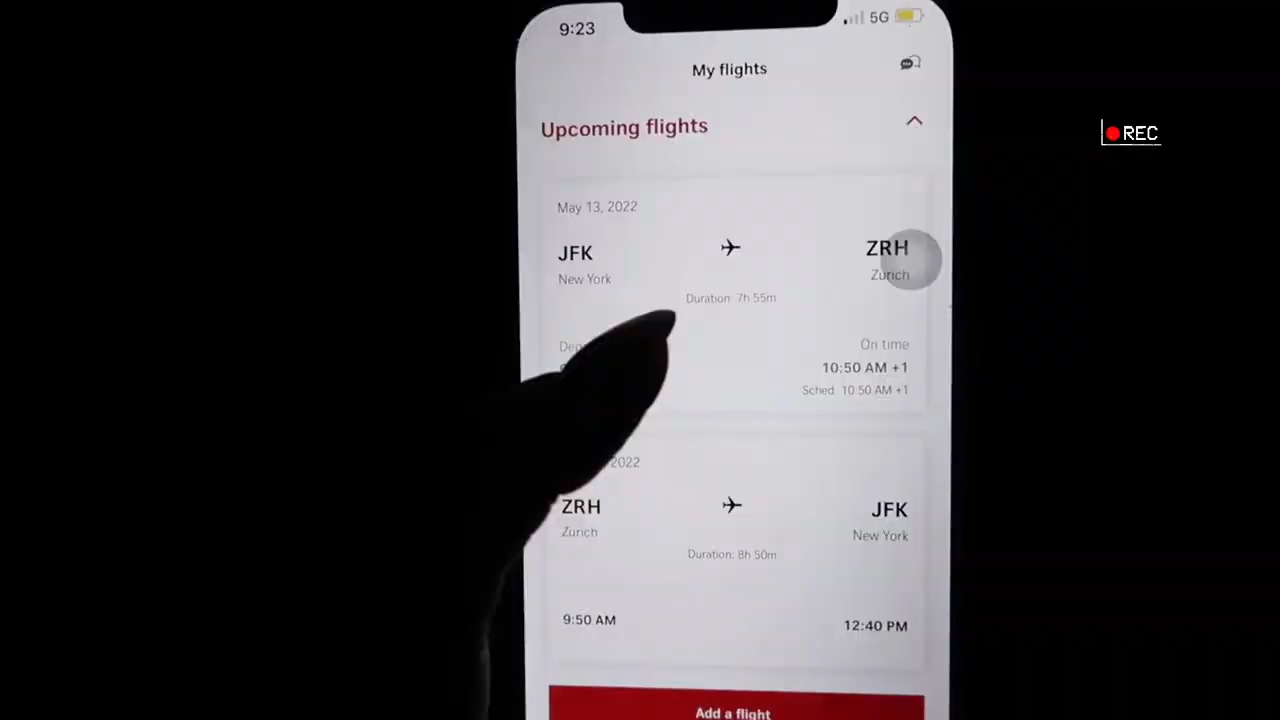 9:23
5G
My flights
REC
Upcoming flights
May 13, 2022
JFK
ZRH
New York
Zurich
Duration: 7h 55m
On time
10:50 AM +1
Sched. 10:50 AM +1
2022
ZRH
JFK
Zurich
New York
Duration: 8h 50m
9:50 AM
12:40 PM
Add a flight